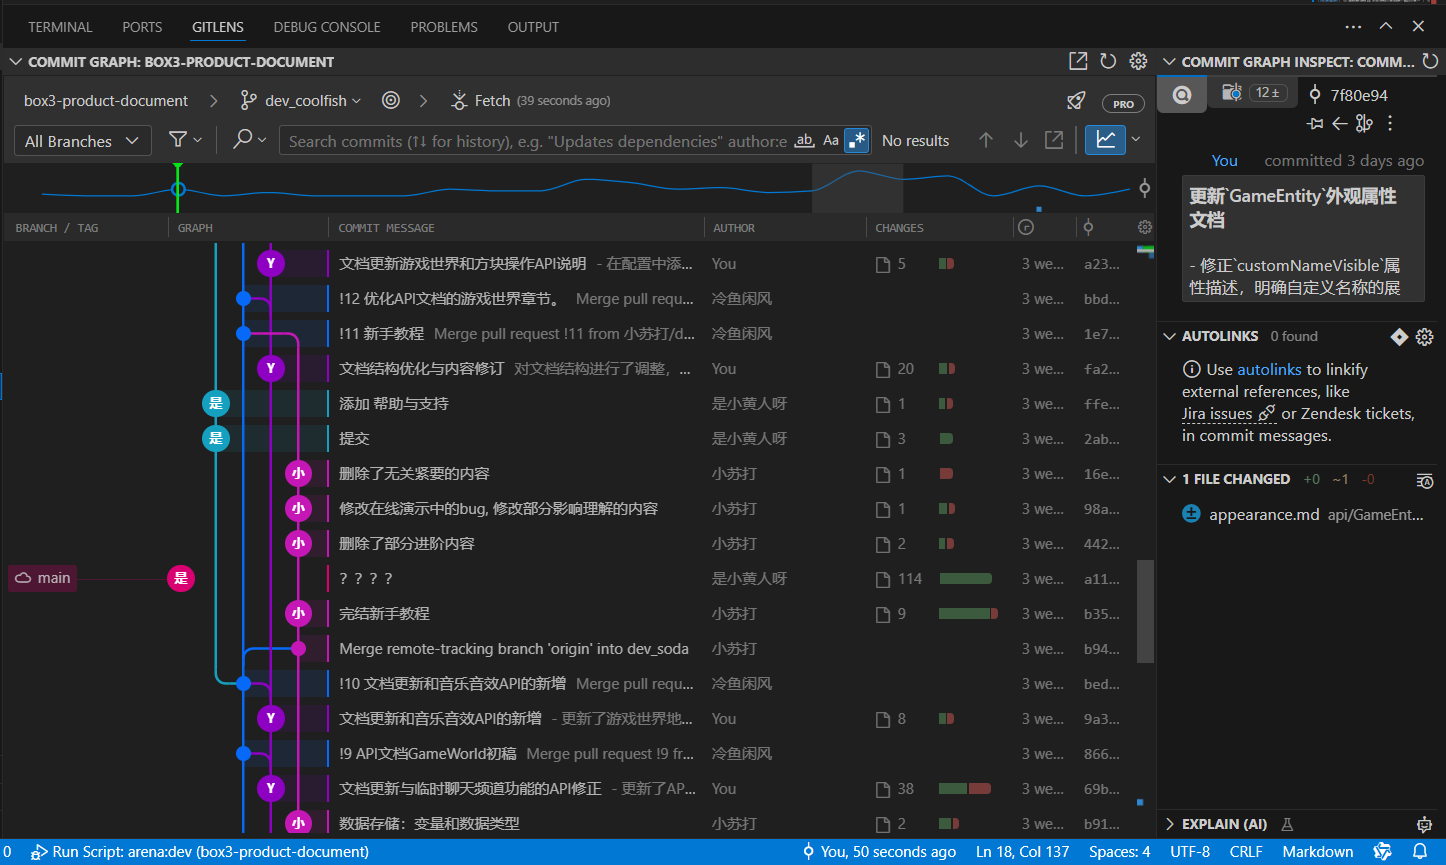 TERMINAL PORTS GITLENS DEBUG CONSOLE PROBLEMS OUTPUT
COMMIT GRAPH: BOX3-PRODUCT-DOCUMENT
box3-product-document dev_coolfish Fetch (39 seconds ago) PRO
All Branches Search commits (↑↓ for history), e.g. "Updates dependencies" author:e ab Aa .* No results
BRANCH / TAG GRAPH COMMIT MESSAGE AUTHOR CHANGES
Y 文档更新游戏世界和方块操作API说明 - 在配置中添... You 5 3 we... a23...
!12 优化API文档的游戏世界章节。 Merge pull requ... 冷鱼闲风 3 we... bbd...
!11 新手教程 Merge pull request !11 from 小苏打/d... 冷鱼闲风 3 we... 1e7...
Y 文档结构优化与内容修订 对文档结构进行了调整，... You 20 3 we... fa2...
是 添加 帮助与支持 是小黄人呀 1 3 we... ffe...
是 提交 是小黄人呀 3 3 we... 2ab...
小 删除了无关紧要的内容 小苏打 1 3 we... 16e...
小 修改在线演示中的bug, 修改部分影响理解的内容 小苏打 1 3 we... 98a...
小 删除了部分进阶内容 小苏打 2 3 we... 442...
main 是 ？？？？ 是小黄人呀 114 3 we... a11...
小 完结新手教程 小苏打 9 3 we... b35...
Merge remote-tracking branch 'origin' into dev_soda 小苏打 3 we... b94...
!10 文档更新和音乐音效API的新增 Merge pull requ... 冷鱼闲风 3 we... bed...
Y 文档更新和音乐音效API的新增 - 更新了游戏世界地... You 8 3 we... 9a3...
!9 API文档GameWorld初稿 Merge pull request !9 fr... 冷鱼闲风 3 we... 866...
Y 文档更新与临时聊天频道功能的API修正 - 更新了AP... You 38 3 we... 69b...
小 数据存储：变量和数据类型 小苏打 2 3 we... b91...
COMMIT GRAPH INSPECT: COMM...
12 ± 7f80e94
You committed 3 days ago
更新`GameEntity`外观属性
文档
- 修正`customNameVisible`属
性描述，明确自定义名称的展
AUTOLINKS 0 found
Use autolinks to linkify
external references, like
Jira issues or Zendesk tickets,
in commit messages.
1 FILE CHANGED +0 ~1 -0
appearance.md api/GameEnt...
EXPLAIN (AI)
0 Run Script: arena:dev (box3-product-document) You, 50 seconds ago Ln 18, Col 137 Spaces: 4 UTF-8 CRLF Markdown